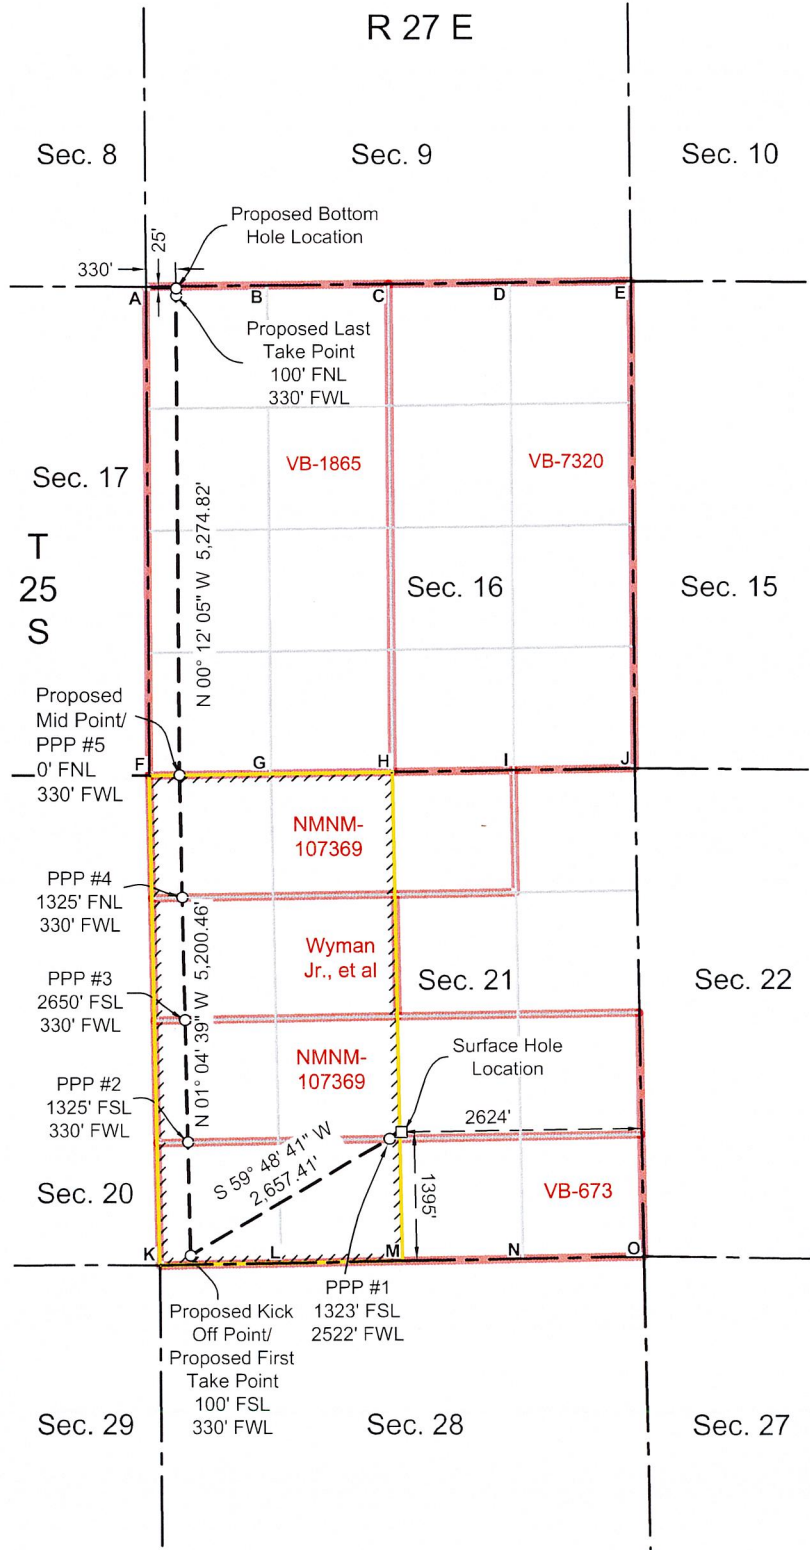 R 27 E
Sec. 8
Sec. 9
Sec. 10
Proposed Bottom
Hole Location
25'
330'
A
B
C
D
E
Proposed Last
Take Point
100' FNL
330' FWL
VB-1865
VB-7320
Sec. 17
N 00° 12' 05" W 5,274.82'
T
25
S
Sec. 16
Sec. 15
Proposed
Mid Point/
PPP #5
0' FNL
330' FWL
F
G
H
I
J
NMNM-
107369
PPP #4
1325' FNL
330' FWL
N 01° 04' 39" W 5,200.46'
Wyman
Jr., et al
PPP #3
2650' FSL
330' FWL
Sec. 21
Sec. 22
NMNM-
107369
Surface Hole
Location
PPP #2
1325' FSL
330' FWL
2624'
S 59° 48' 41" W
2,657.41'
1395'
Sec. 20
VB-673
K
L
M
N
O
PPP #1
1323' FSL
2522' FWL
Proposed Kick
Off Point/
Proposed First
Take Point
100' FSL
330' FWL
Sec. 29
Sec. 28
Sec. 27